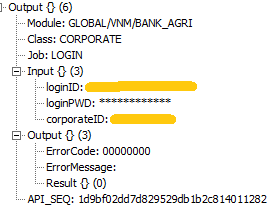 Output {} (6)
Module: GLOBAL/VNM/BANK_AGRI
Class: CORPORATE
Job: LOGIN
Input {} (3)
loginID:
loginPWD: ************
corporateID:
Output {} (3)
ErrorCode: 00000000
ErrorMessage:
Result {} (0)
API_SEQ: 1d9bf02dd7d829529db1b2c814011282